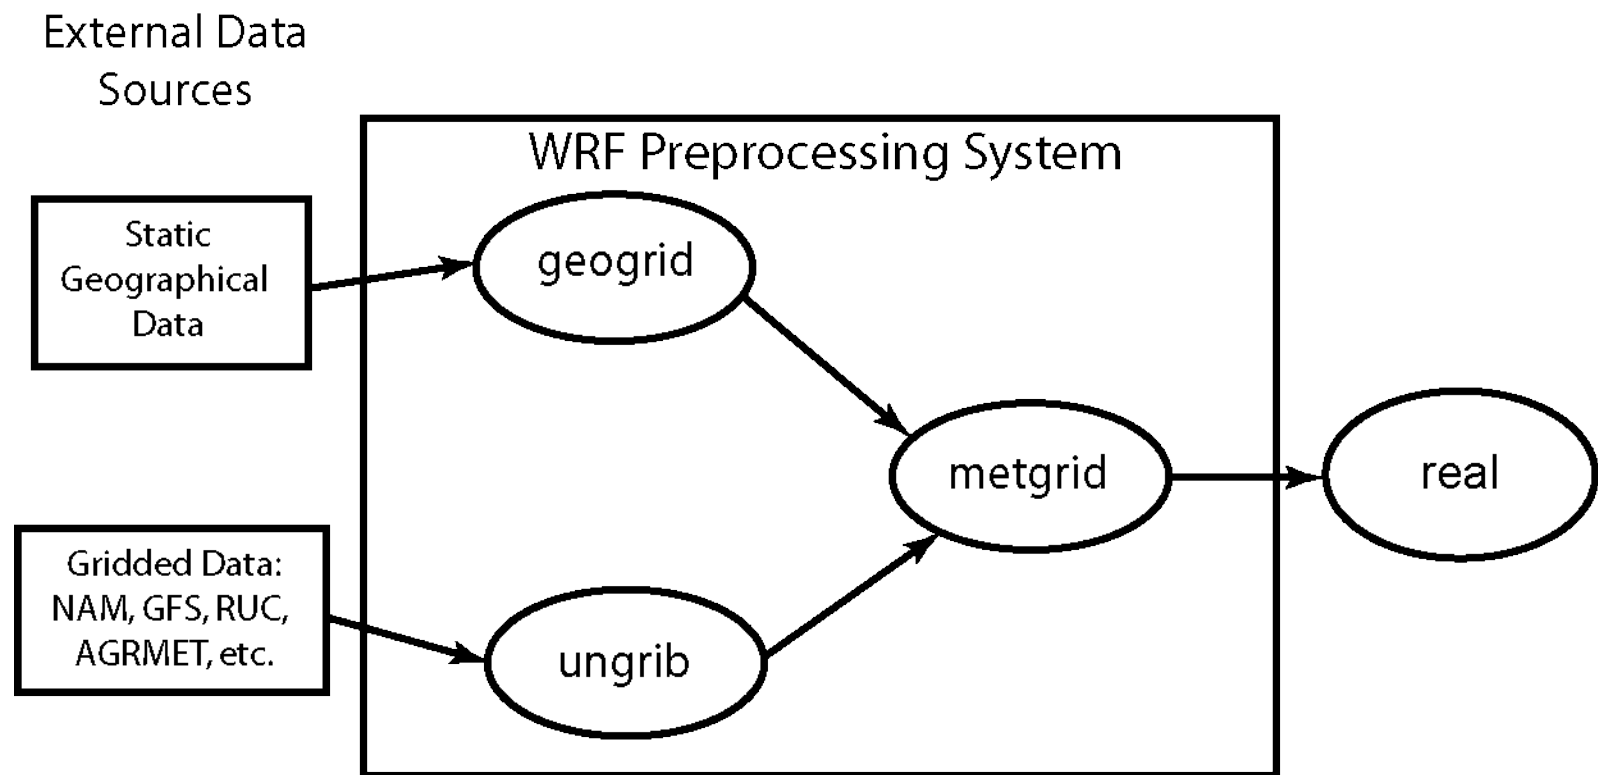 External Data
Sources
WRF Preprocessing System
Static
Geographical
Data
geogrid
metgrid
real
Gridded Data:
NAM, GFS, RUC,
AGRMET, etc.
ungrib